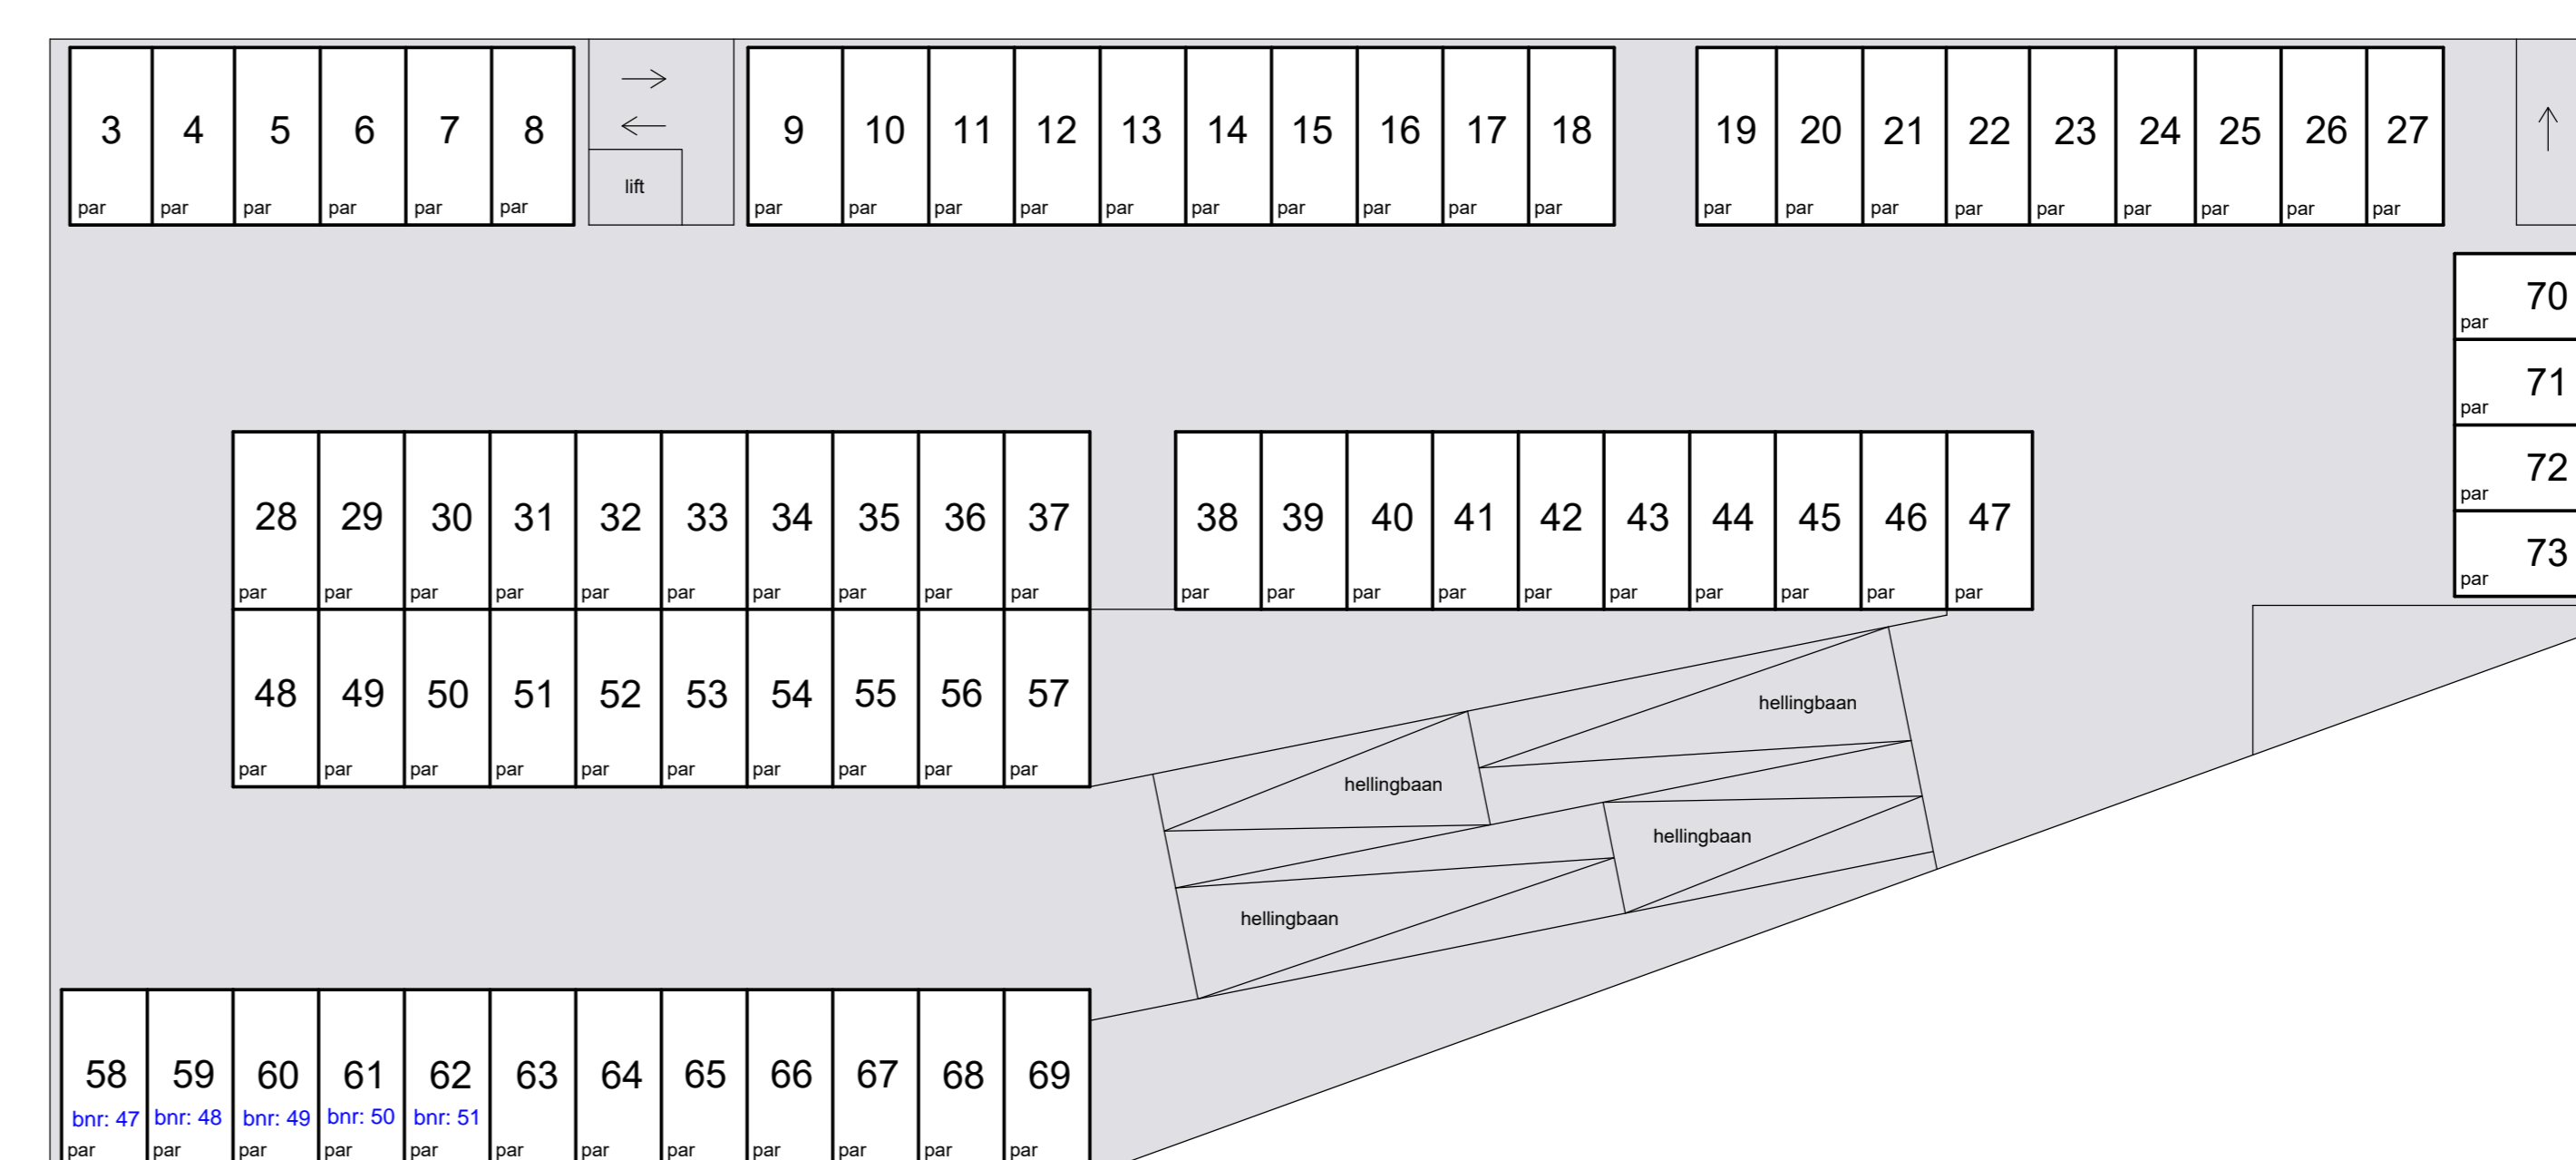 3 4 5 6 7 8 9 10 11 12 13 14 15 16 17 18 19 20 21 22 23 24 25 26 27
lift
par par par par par par par par par par par par par par par par par par par par par par par par par
70
par
71
par
72
par
73
par
28 29 30 31 32 33 34 35 36 37 38 39 40 41 42 43 44 45 46 47
par par par par par par par par par par par par par par par par par par par par
48 49 50 51 52 53 54 55 56 57
par par par par par par par par par par
hellingbaan
hellingbaan
hellingbaan
hellingbaan
58 59 60 61 62 63 64 65 66 67 68 69
bnr: 47 bnr: 48 bnr: 49 bnr: 50 bnr: 51
par par par par par par par par par par par par